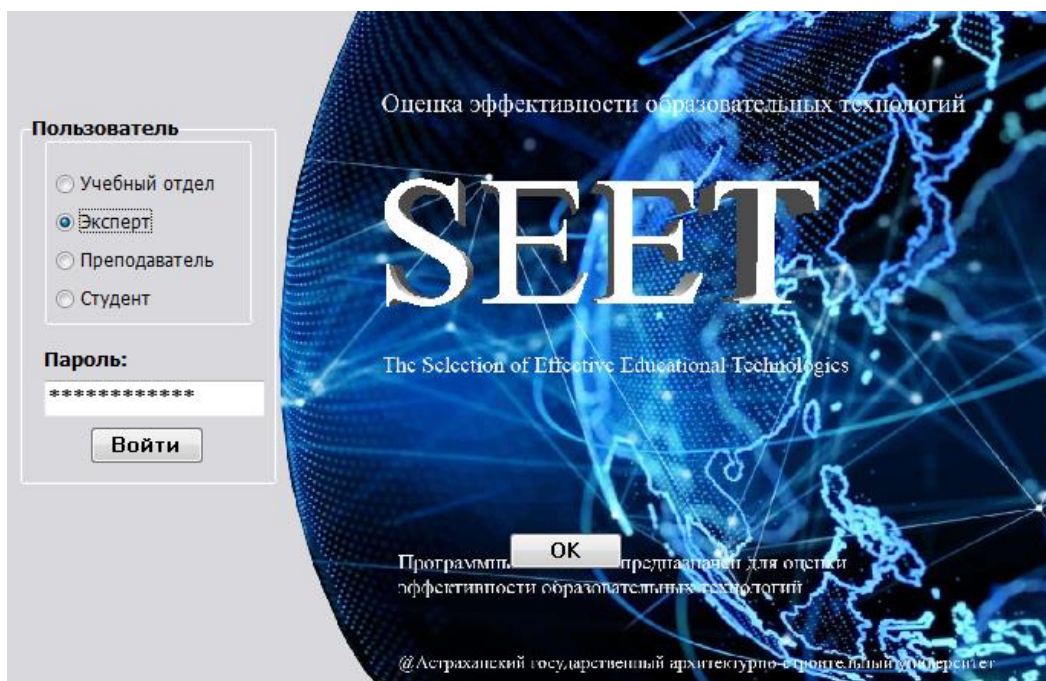 Пользователь
Учебный отдел
Эксперт
Преподаватель
Студент
Пароль:
************
Войти
Оценка эффективности образовательных технологий
SEET
The Selection of Effective Educational Technologies
OK
предназначен для оценки
эффективности образовательных технологий
@Астраханский государственный архитектурно-строительный университет